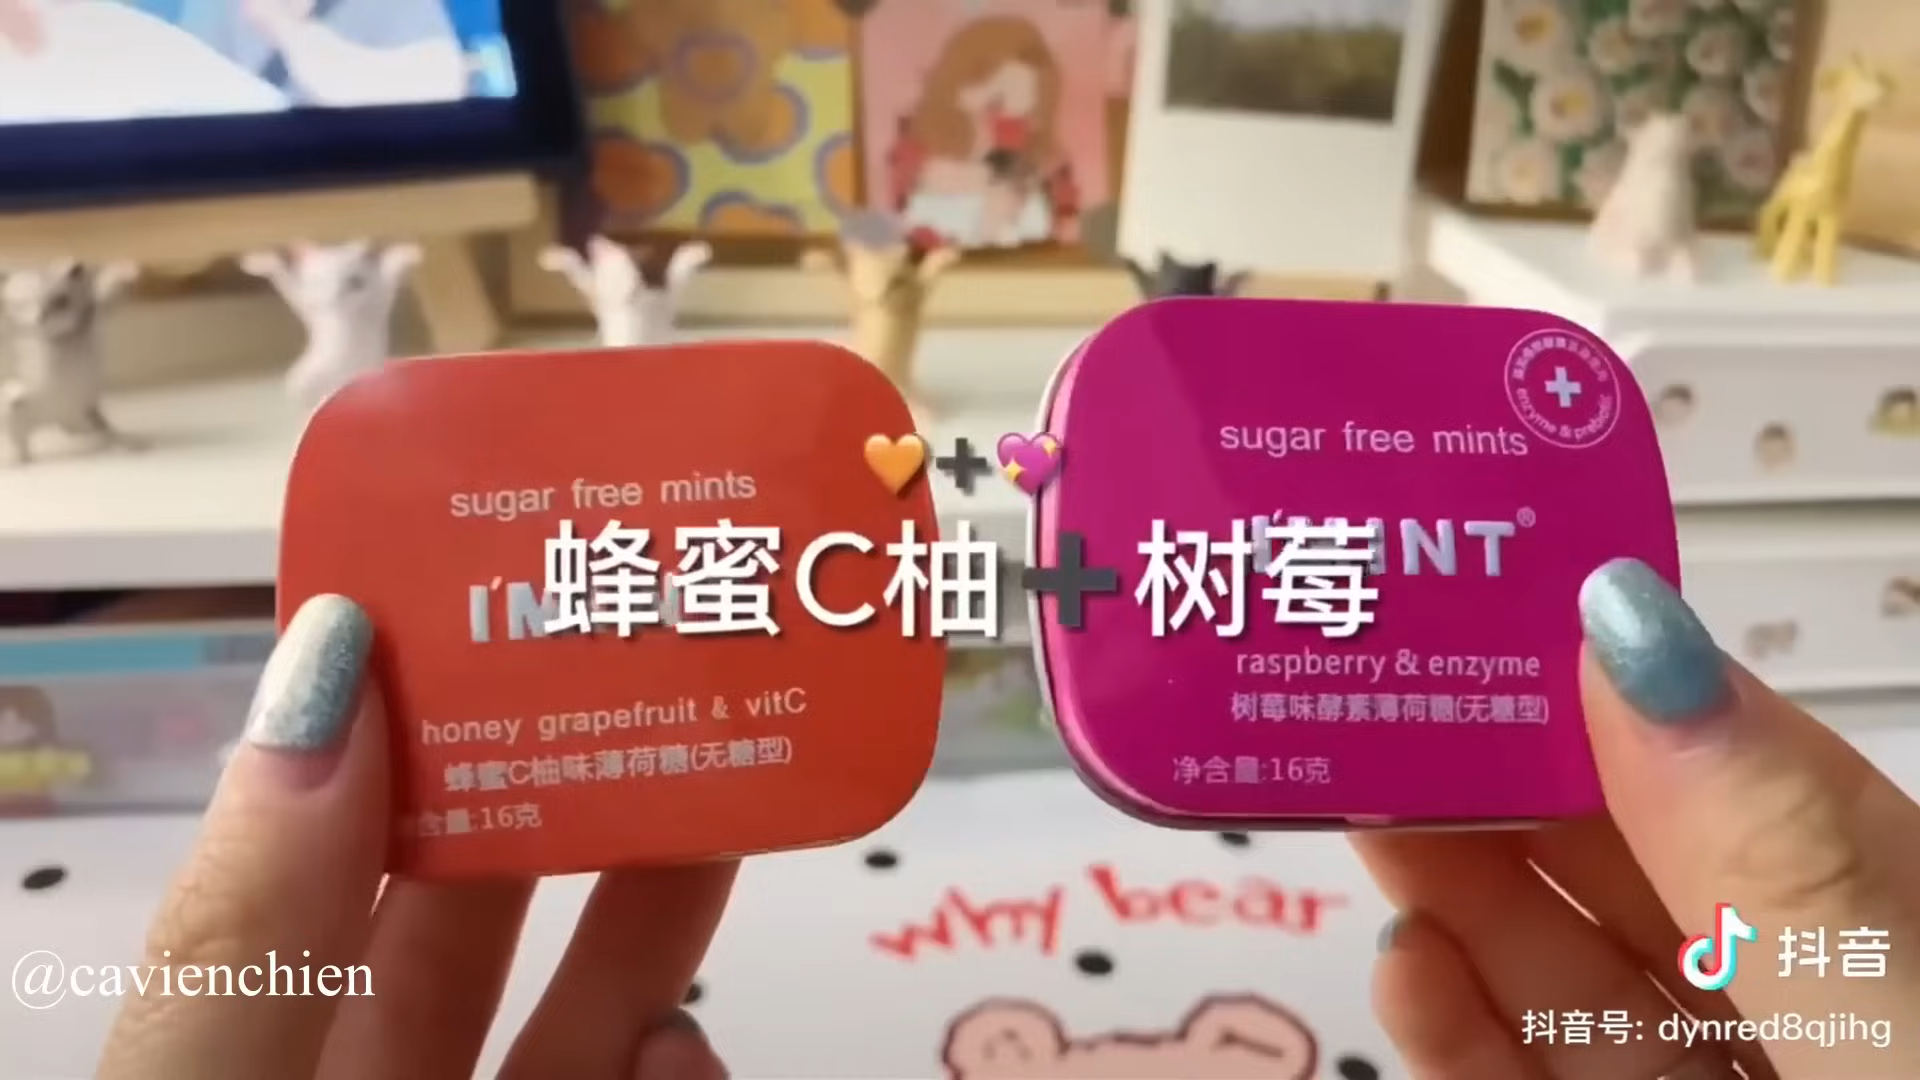 sugar free mints
honey grapefruit & vitC
蜂蜜C柚味薄荷糖(无糖型)
含量:16克
sugar free mints
enzyme & prebiotic
raspberry & enzyme
树莓味酵素薄荷糖(无糖型)
净含量:16克
🧡+💖
蜂蜜C柚+树莓
why bear
@cavienchien
抖音
抖音号: dynred8qjihg